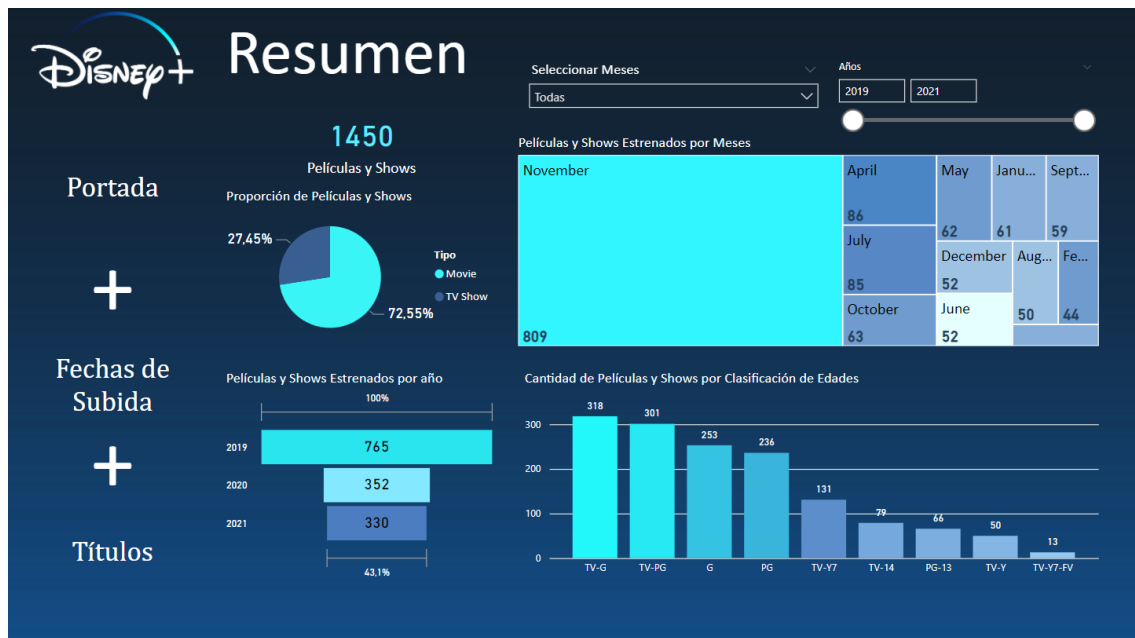 Disney+
Resumen
Seleccionar Meses
Todas
Años
2019
2021
1450
Películas y Shows
Portada
Fechas de
Subida
Títulos
Proporción de Películas y Shows
27,45%
72,55%
Tipo
Movie
TV Show
Películas y Shows Estrenados por Meses
November
809
April
86
July
85
October
63
May
62
Janu...
61
Sept...
59
December
52
June
52
Aug...
50
Fe...
44
Películas y Shows Estrenados por año
100%
2019
765
2020
352
2021
330
43,1%
Cantidad de Películas y Shows por Clasificación de Edades
300
200
100
0
318
301
253
236
131
79
66
50
13
TV-G
TV-PG
G
PG
TV-Y7
TV-14
PG-13
TV-Y
TV-Y7-FV